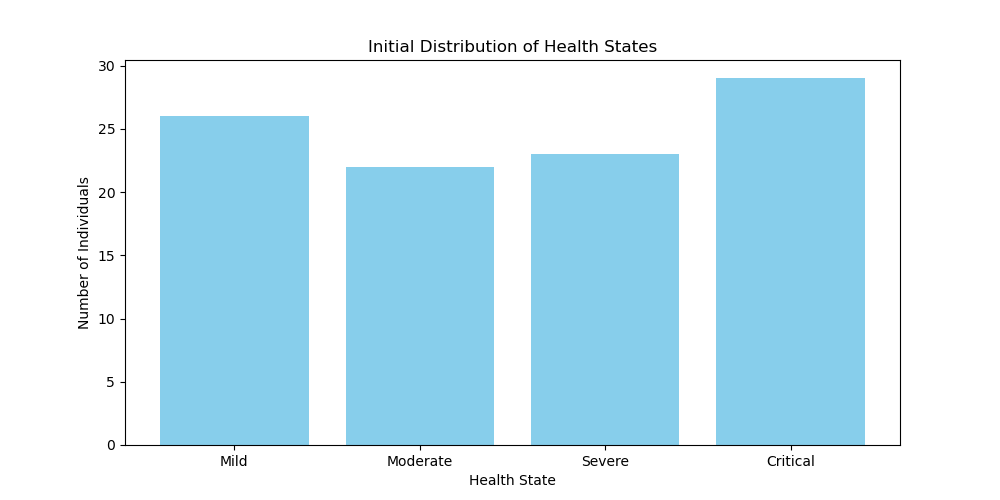 Initial Distribution of Health States
30
25
20
15
10
5
0
Number of Individuals
Mild Moderate Severe Critical
Health State